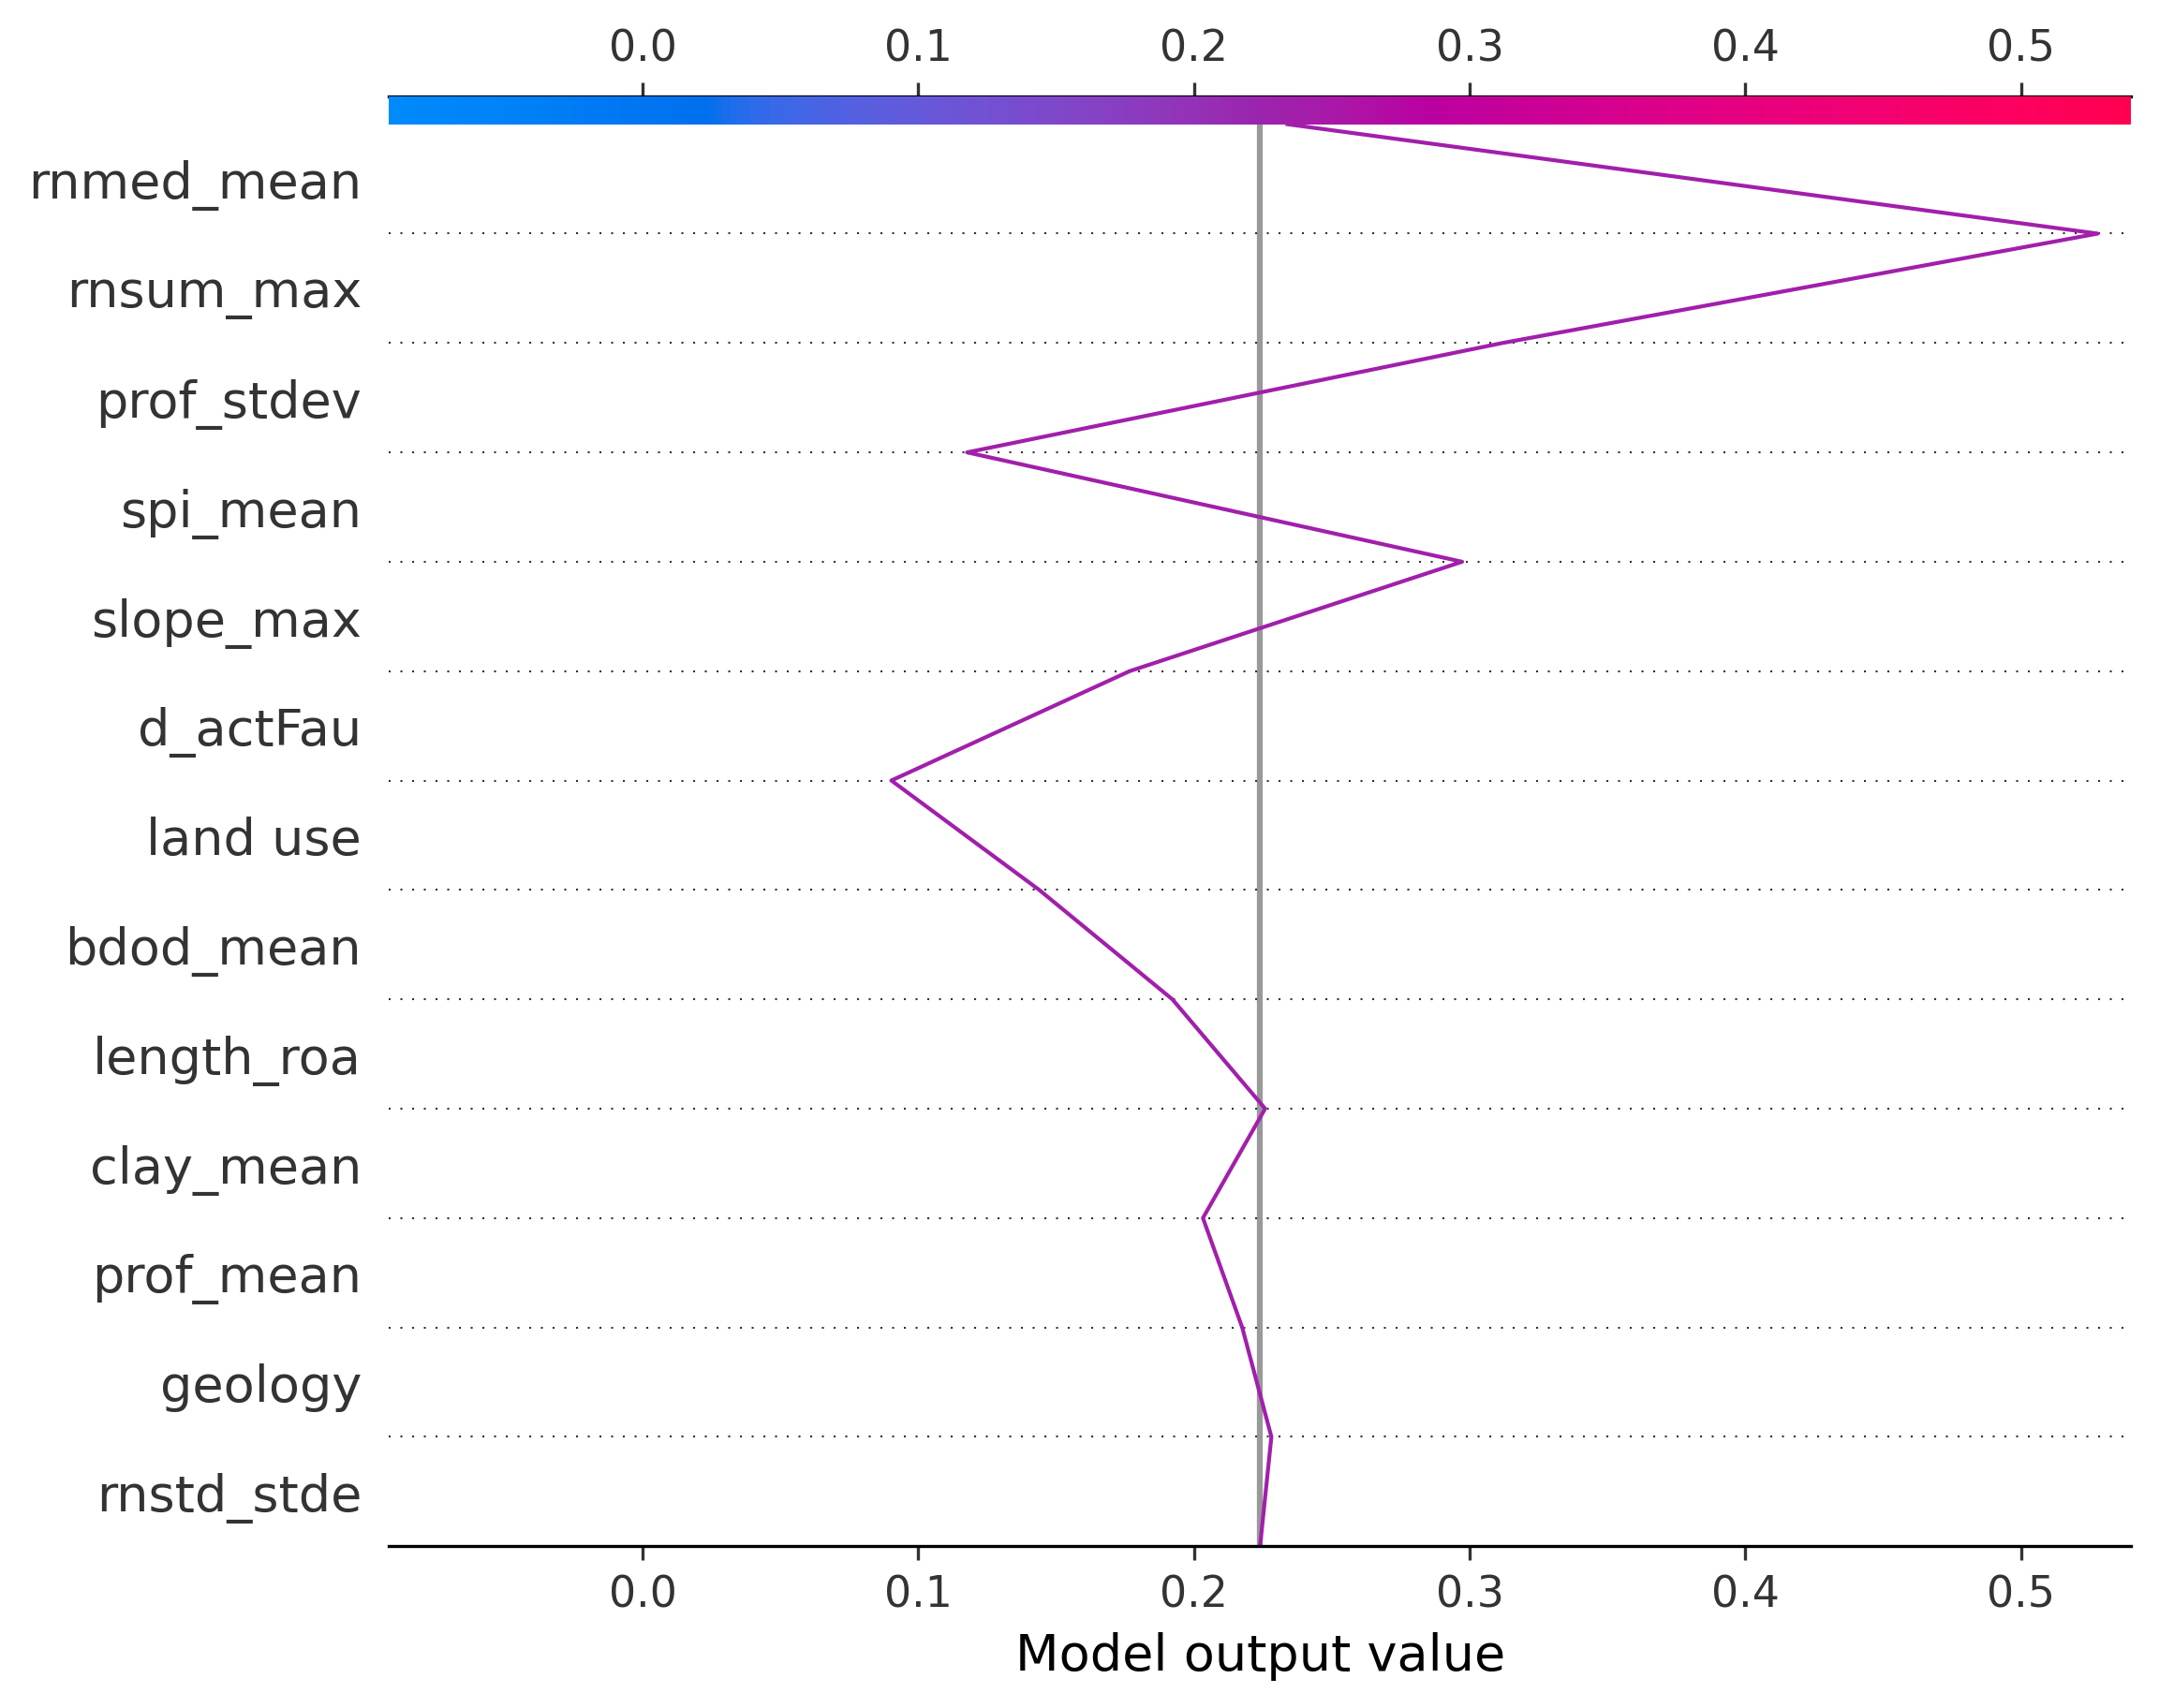 0.0 0.1 0.2 0.3 0.4 0.5
rnmed_mean
rnsum_max
prof_stdev
spi_mean
slope_max
d_actFau
land use
bdod_mean
length_roa
clay_mean
prof_mean
geology
rnstd_stde
0.0 0.1 0.2 0.3 0.4 0.5
Model output value